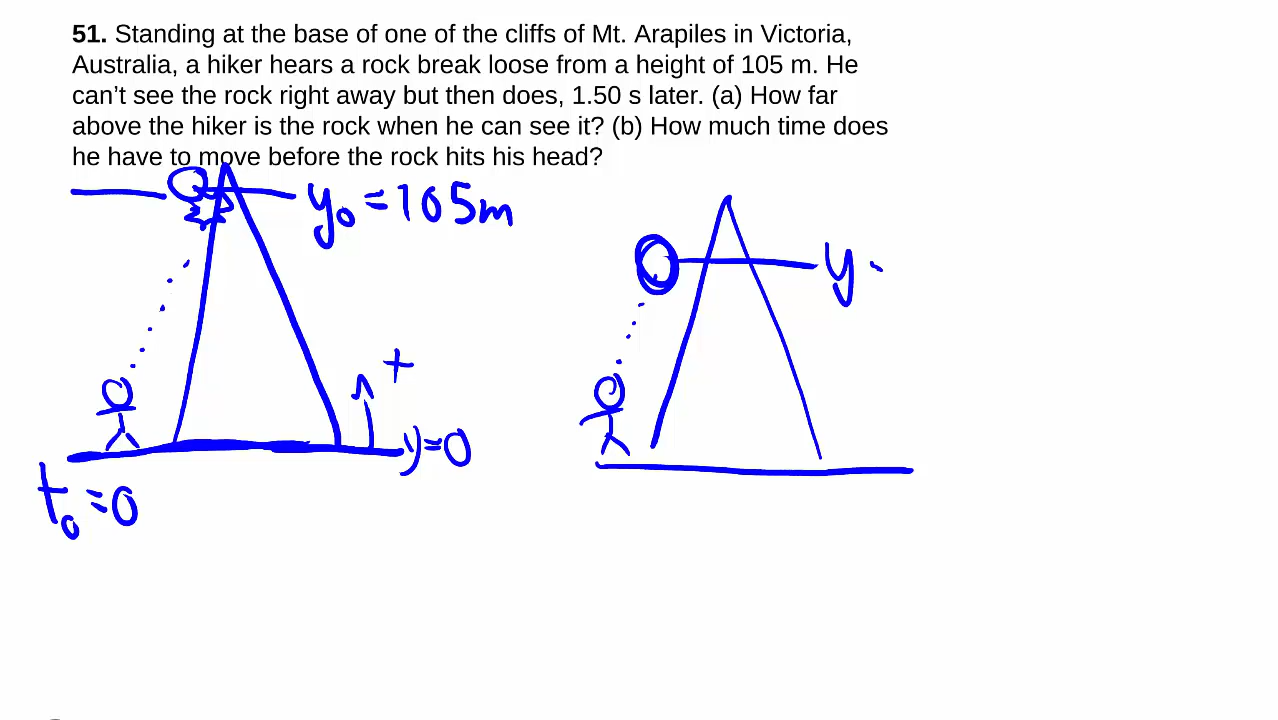 51. Standing at the base of one of the cliffs of Mt. Arapiles in Victoria,
Australia, a hiker hears a rock break loose from a height of 105 m. He
can’t see the rock right away but then does, 1.50 s later. (a) How far
above the hiker is the rock when he can see it? (b) How much time does
he have to move before the rock hits his head?
y₀ = 105m
y
+
y=0
t₀ = 0